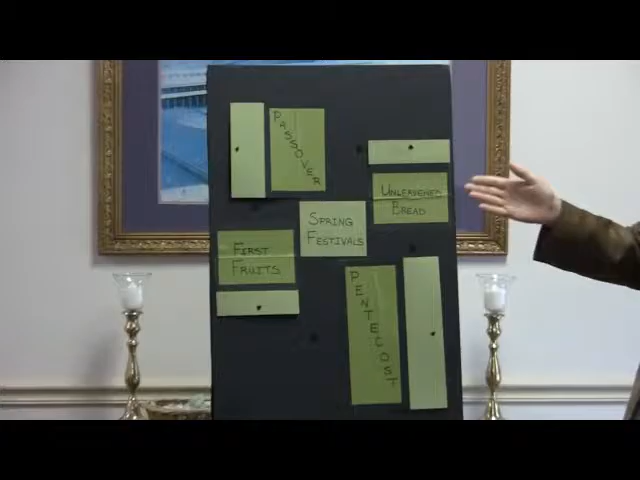 PASSOVER
UNLEAVENED
BREAD
SPRING
FESTIVALS
FIRST
FRUITS
PENTECOST